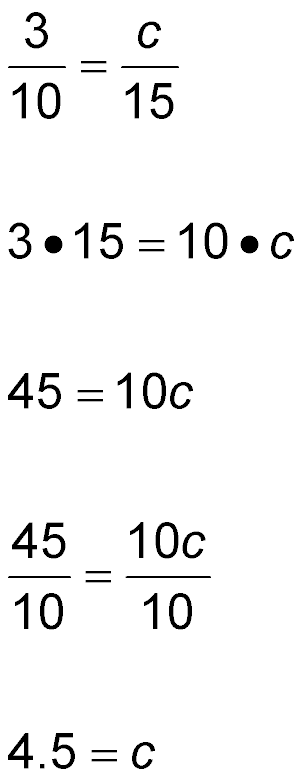 3/10 = c/15
3 • 15 = 10 • c
45 = 10c
45/10 = 10c/10
4.5 = c